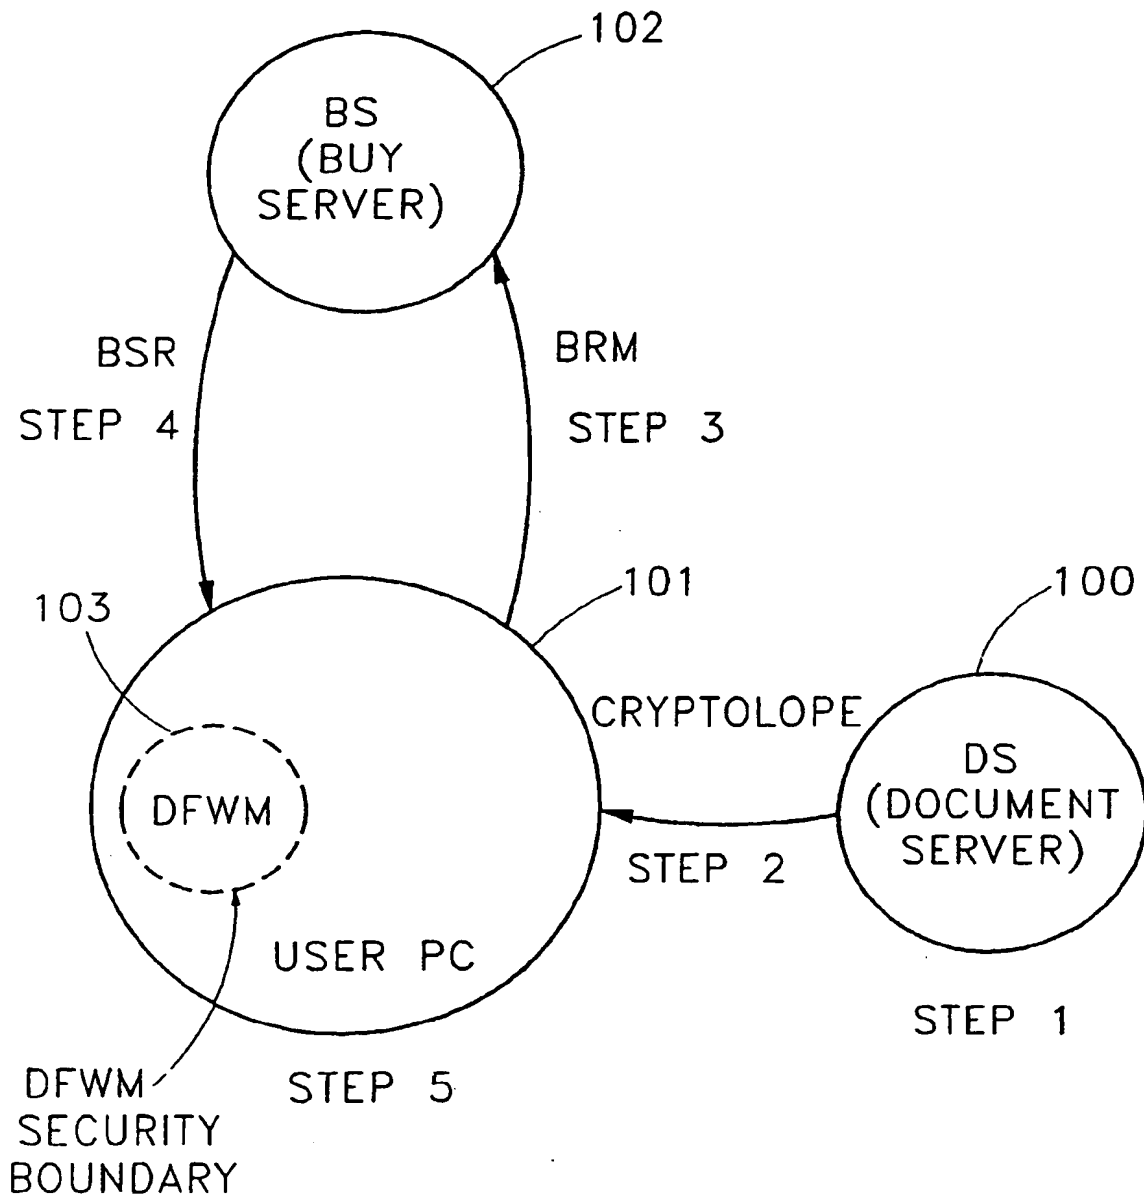 102
BS
(BUY
SERVER)
BSR
BRM
STEP 4
STEP 3
103
101
100
CRYPTOLOPE
DS
(DOCUMENT
SERVER)
DFWM
STEP 2
USER PC
STEP 1
DFWM
SECURITY
BOUNDARY
STEP 5